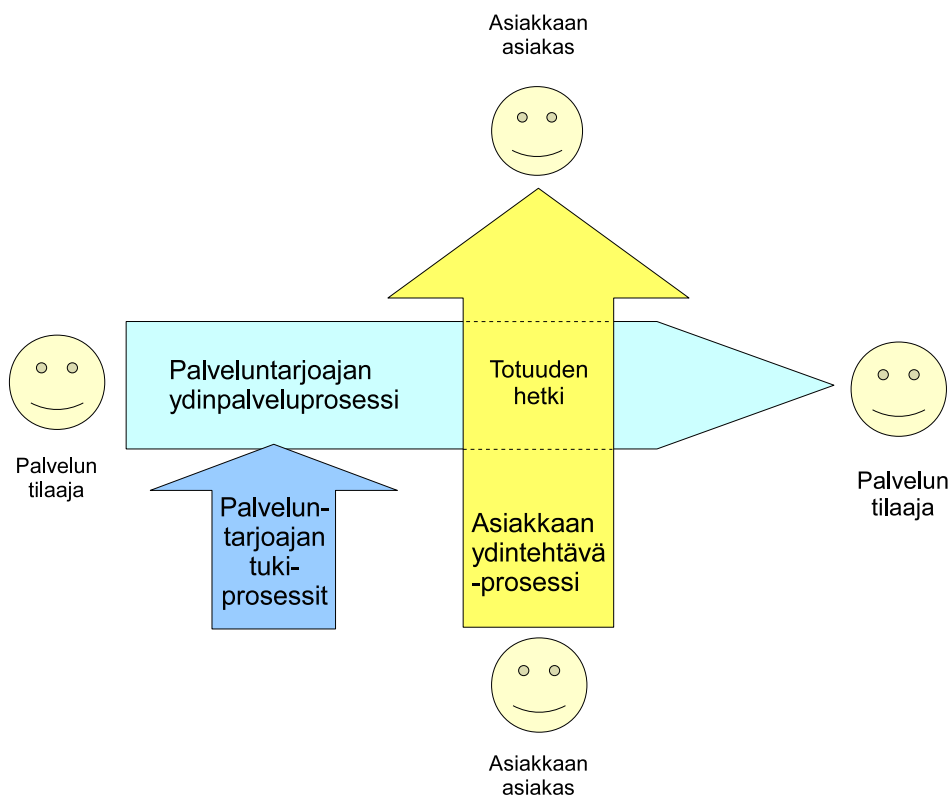 Asiakkaan
asiakas
Palveluntarjoajan
ydinpalveluprosessi
Totuuden
hetki
Palvelun
tilaaja
Palvelun
tilaaja
Palvelun-
tarjoajan
tuki-
prosessit
Asiakkaan
ydintehtävä
-prosessi
Asiakkaan
asiakas